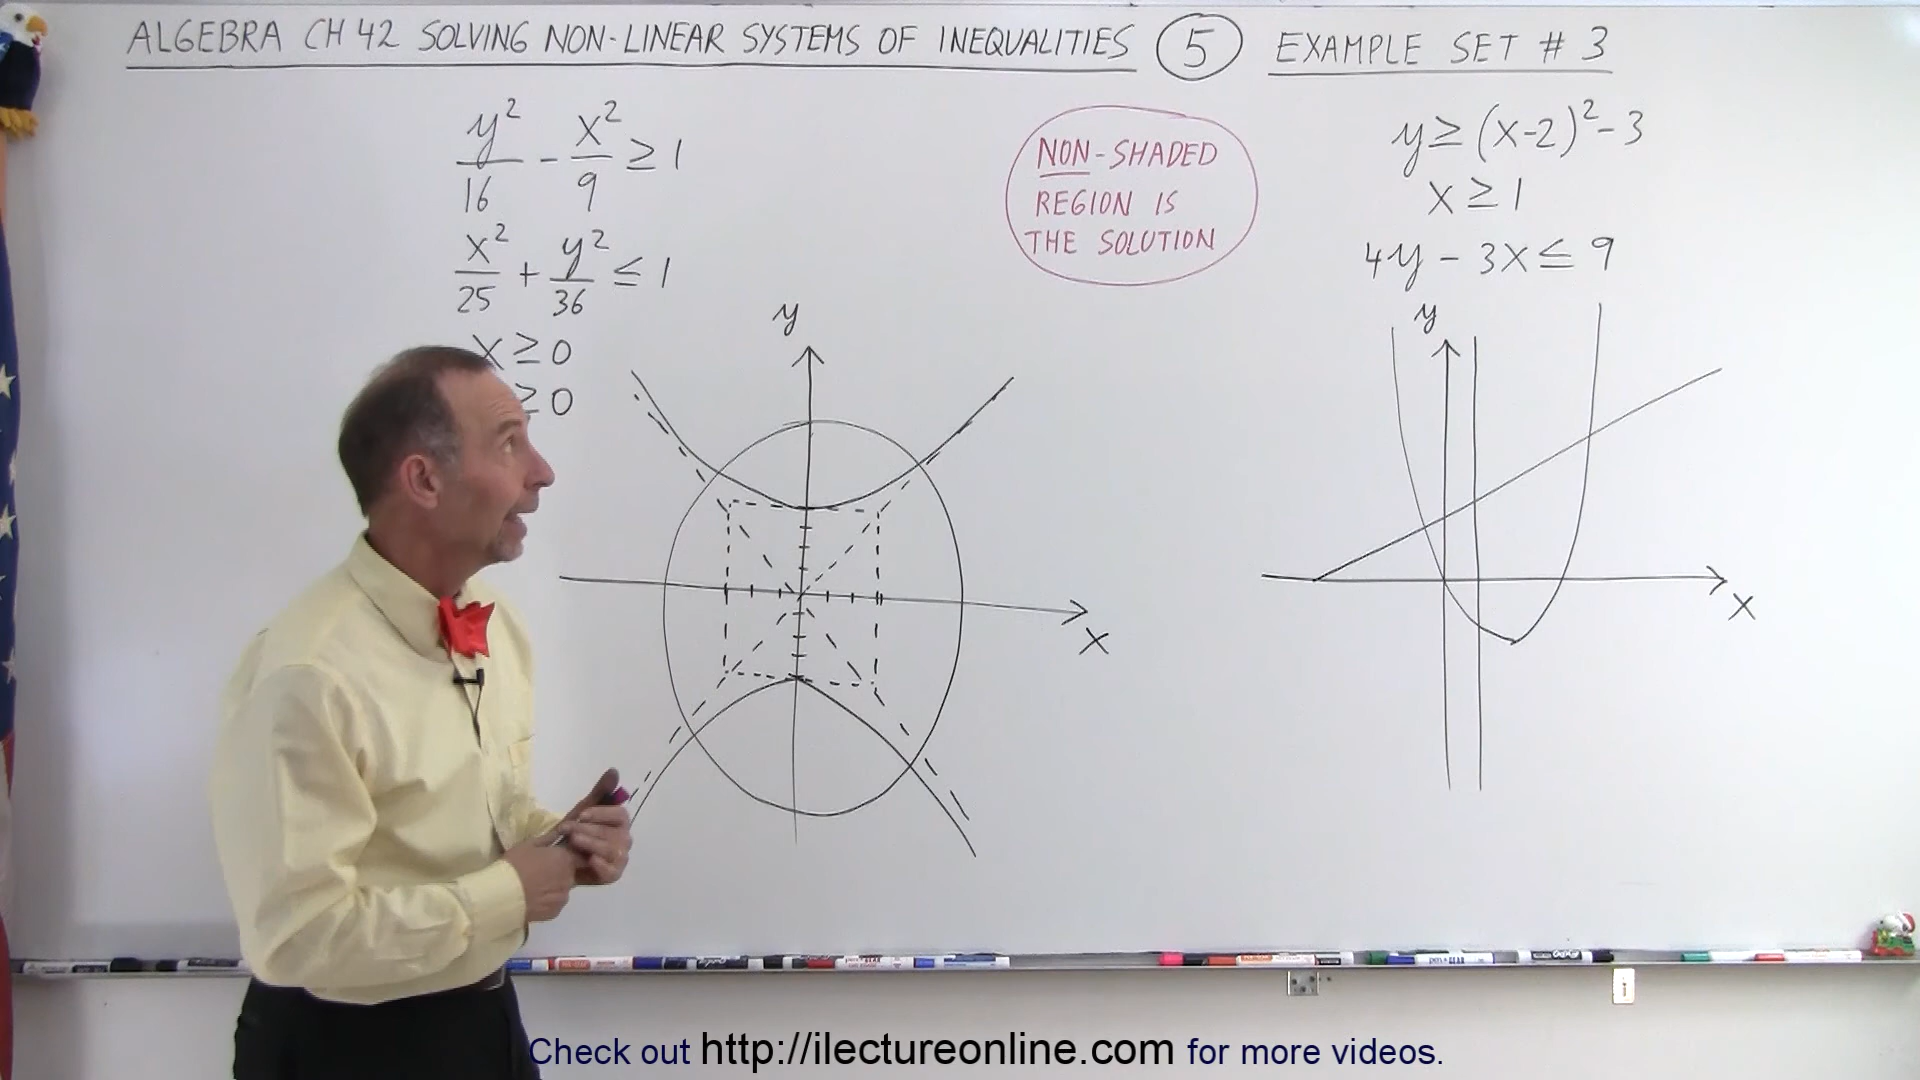 ALGEBRA CH 42 SOLVING NON-LINEAR SYSTEMS OF INEQUALITIES 5 EXAMPLE SET # 3
y²/16 - x²/9 ≥ 1
x²/25 + y²/36 ≤ 1
x ≥ 0
≥ 0
NON-SHADED
REGION IS
THE SOLUTION
y ≥ (x-2)² - 3
x ≥ 1
4y - 3x ≤ 9
y
x
y
x
Check out http://ilectureonline.com for more videos.